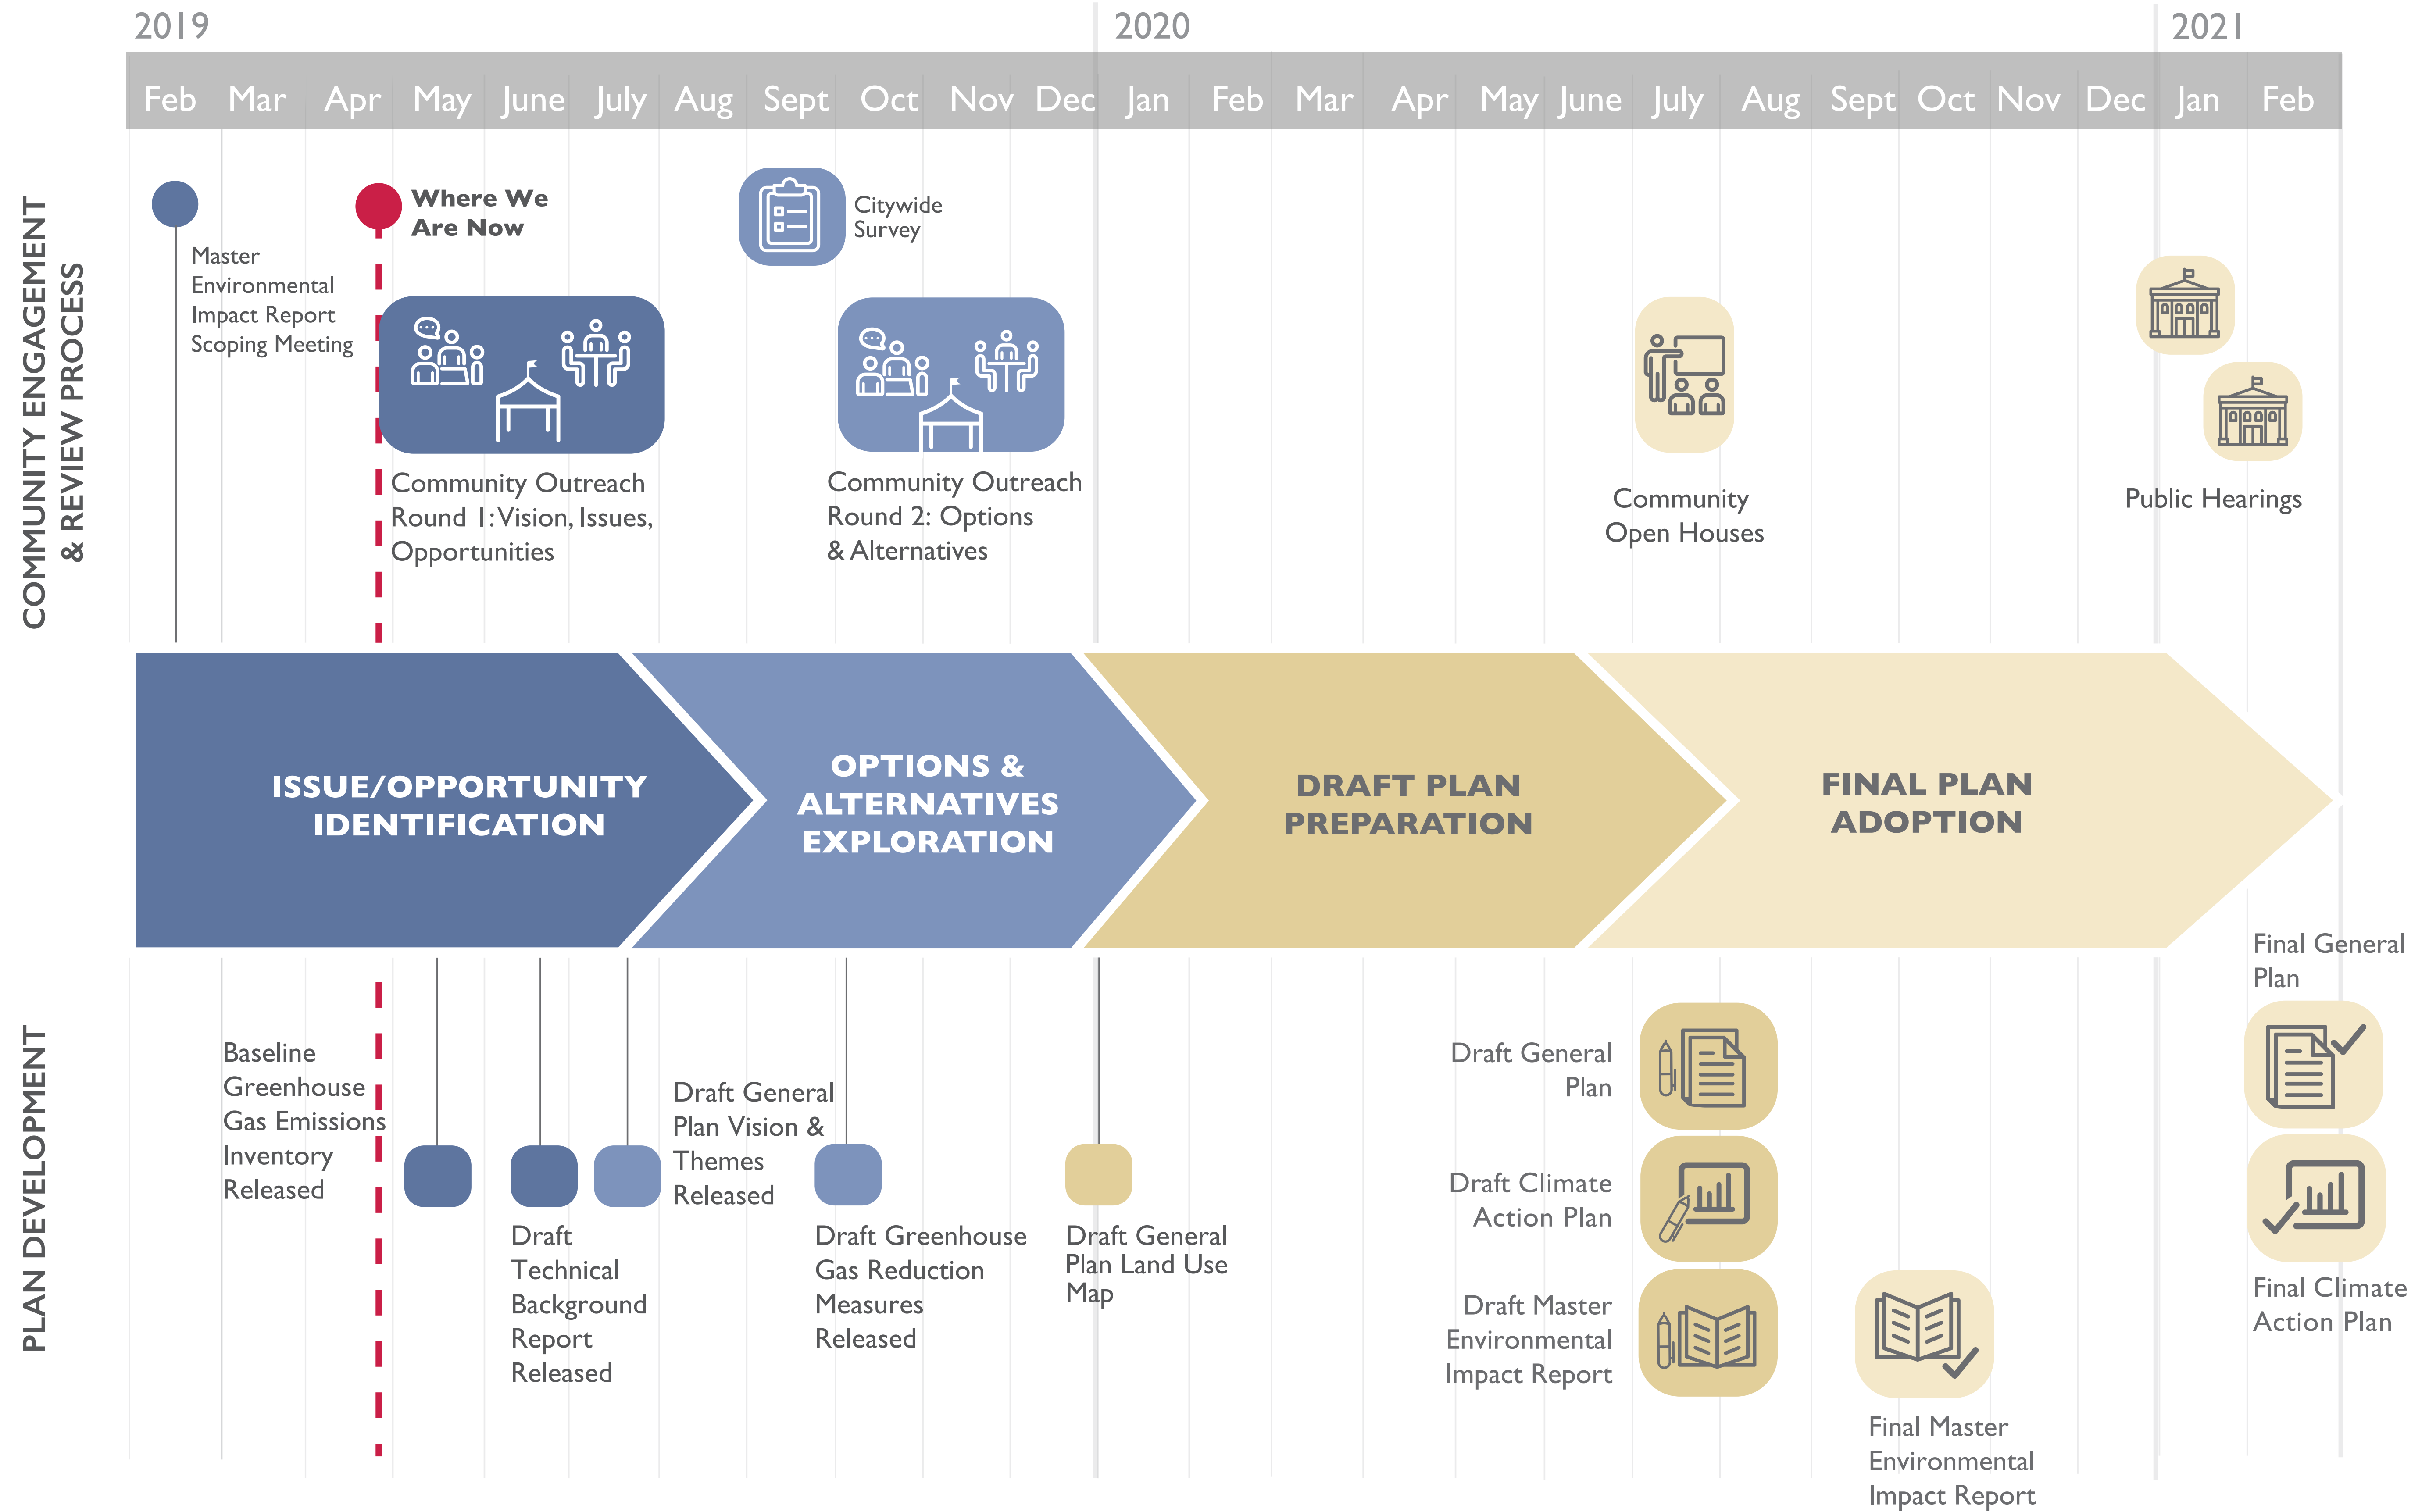 2019
2020
2021
Feb Mar Apr May June July Aug Sept Oct Nov Dec Jan Feb Mar Apr May June July Aug Sept Oct Nov Dec Jan Feb
COMMUNITY ENGAGEMENT
& REVIEW PROCESS
Master
Environmental
Impact Report
Scoping Meeting
Where We
Are Now
Community Outreach
Round 1: Vision, Issues,
Opportunities
Citywide
Survey
Community Outreach
Round 2: Options
& Alternatives
Community
Open Houses
Public Hearings
ISSUE/OPPORTUNITY
IDENTIFICATION
OPTIONS &
ALTERNATIVES
EXPLORATION
DRAFT PLAN
PREPARATION
FINAL PLAN
ADOPTION
PLAN DEVELOPMENT
Baseline
Greenhouse
Gas Emissions
Inventory
Released
Draft
Technical
Background
Report
Released
Draft General
Plan Vision &
Themes
Released
Draft Greenhouse
Gas Reduction
Measures
Released
Draft General
Plan Land Use
Map
Draft General
Plan
Draft Climate
Action Plan
Draft Master
Environmental
Impact Report
Final Master
Environmental
Impact Report
Final General
Plan
Final Climate
Action Plan